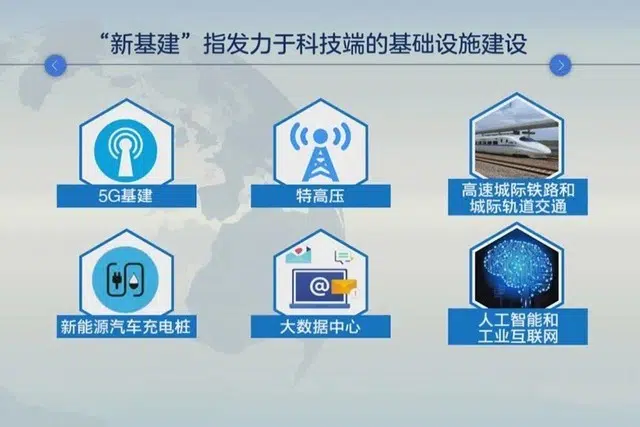 “新基建”指发力于科技端的基础设施建设
5G基建
特高压
高速城际铁路和
城际轨道交通
新能源汽车充电桩
大数据中心
人工智能和
工业互联网